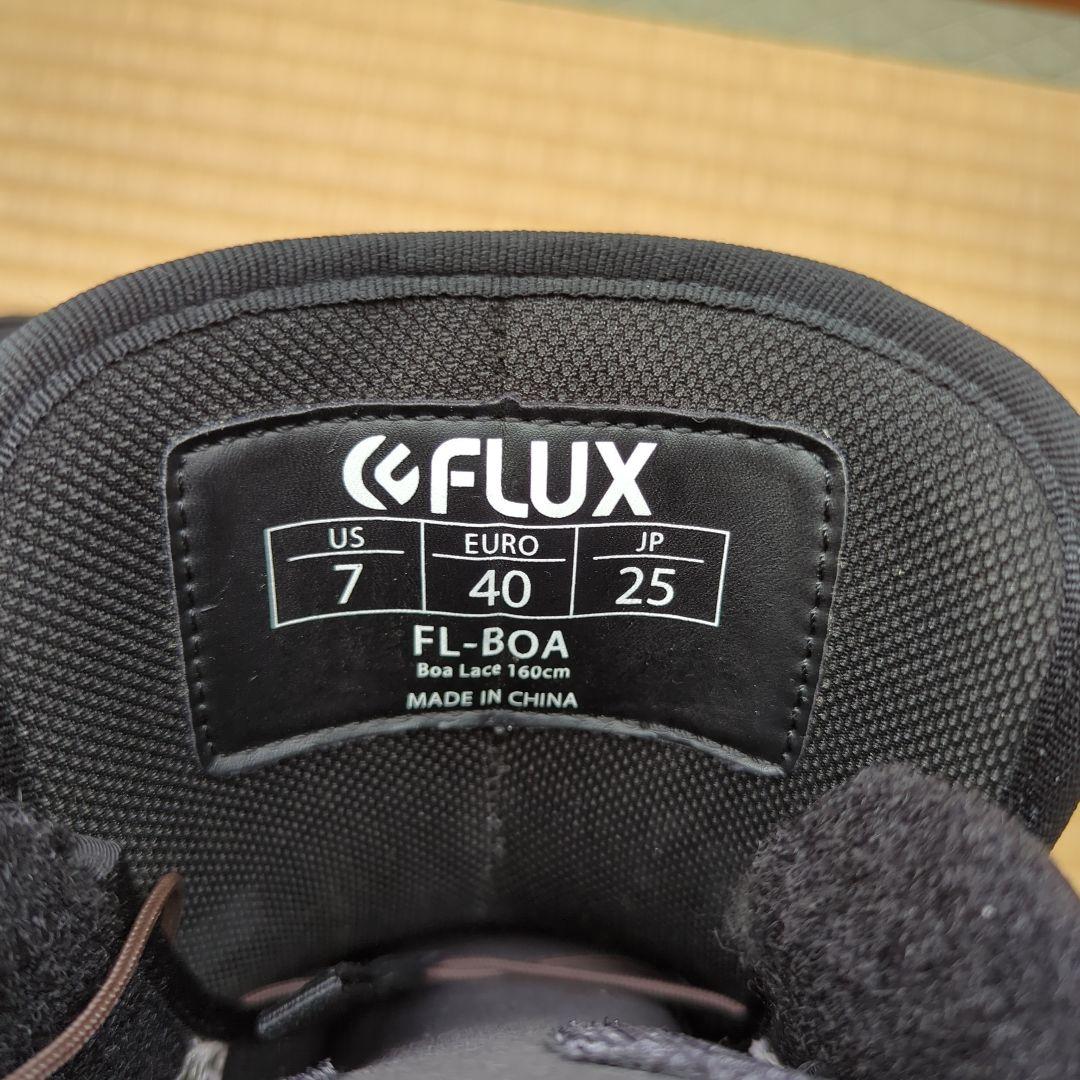 FLUX
US EURO JP
7 40 25
FL-BOA
Boa Lace 160cm
MADE IN CHINA